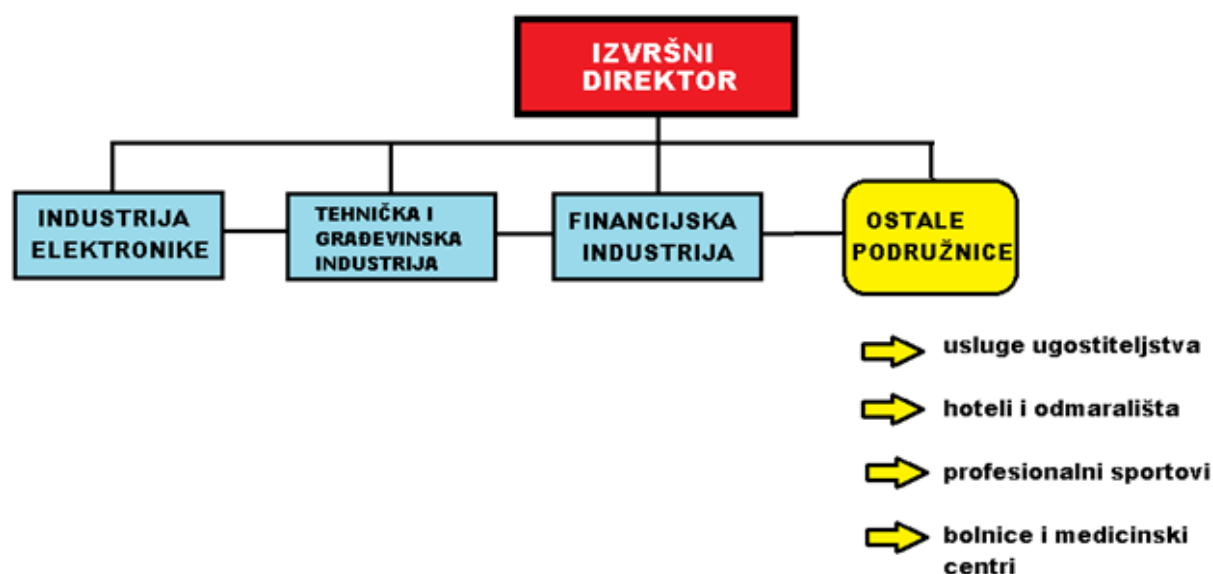 IZVRŠNI
DIREKTOR
INDUSTRIJA
ELEKTRONIKE
TEHNIČKA I
GRAĐEVINSKA
INDUSTRIJA
FINANCIJSKA
INDUSTRIJA
OSTALE
PODRUŽNICE
usluge ugostiteljstva
hoteli i odmarališta
profesionalni sportovi
bolnice i medicinski
centri